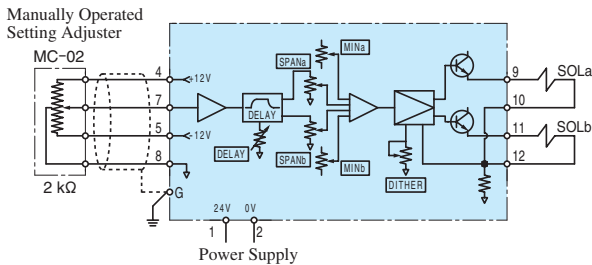 Manually Operated
Setting Adjuster
MC-02
2 kΩ
4
+12V
7
5
-12V
8
G
DELAY
DELAY
SPANa
SPANb
MINa
MINb
DITHER
9
SOLa
10
11
SOLb
12
24V 0V
1 2
Power Supply